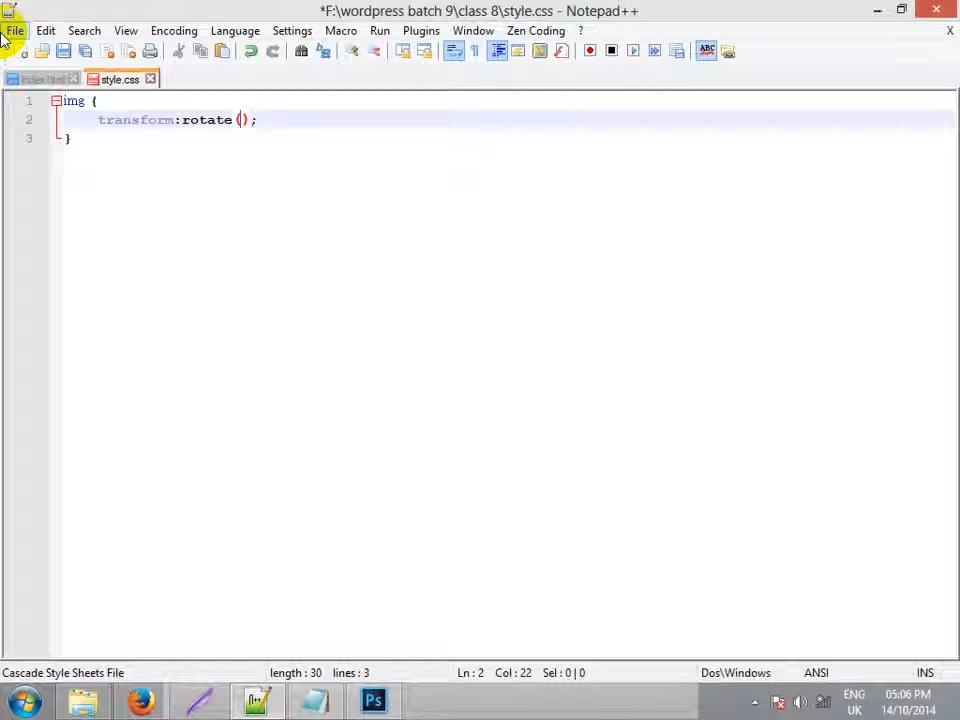 *F:\wordpress batch 9\class 8\style.css - Notepad++
File Edit Search View Encoding Language Settings Macro Run Plugins Window Zen Coding ? X
index.html style.css
1 img {
2 transform:rotate();
3 }
Cascade Style Sheets File length : 30 lines : 3 Ln : 2 Col : 22 Sel : 0 | 0 Dos\Windows ANSI INS
ENG 05:06 PM
UK 14/10/2014